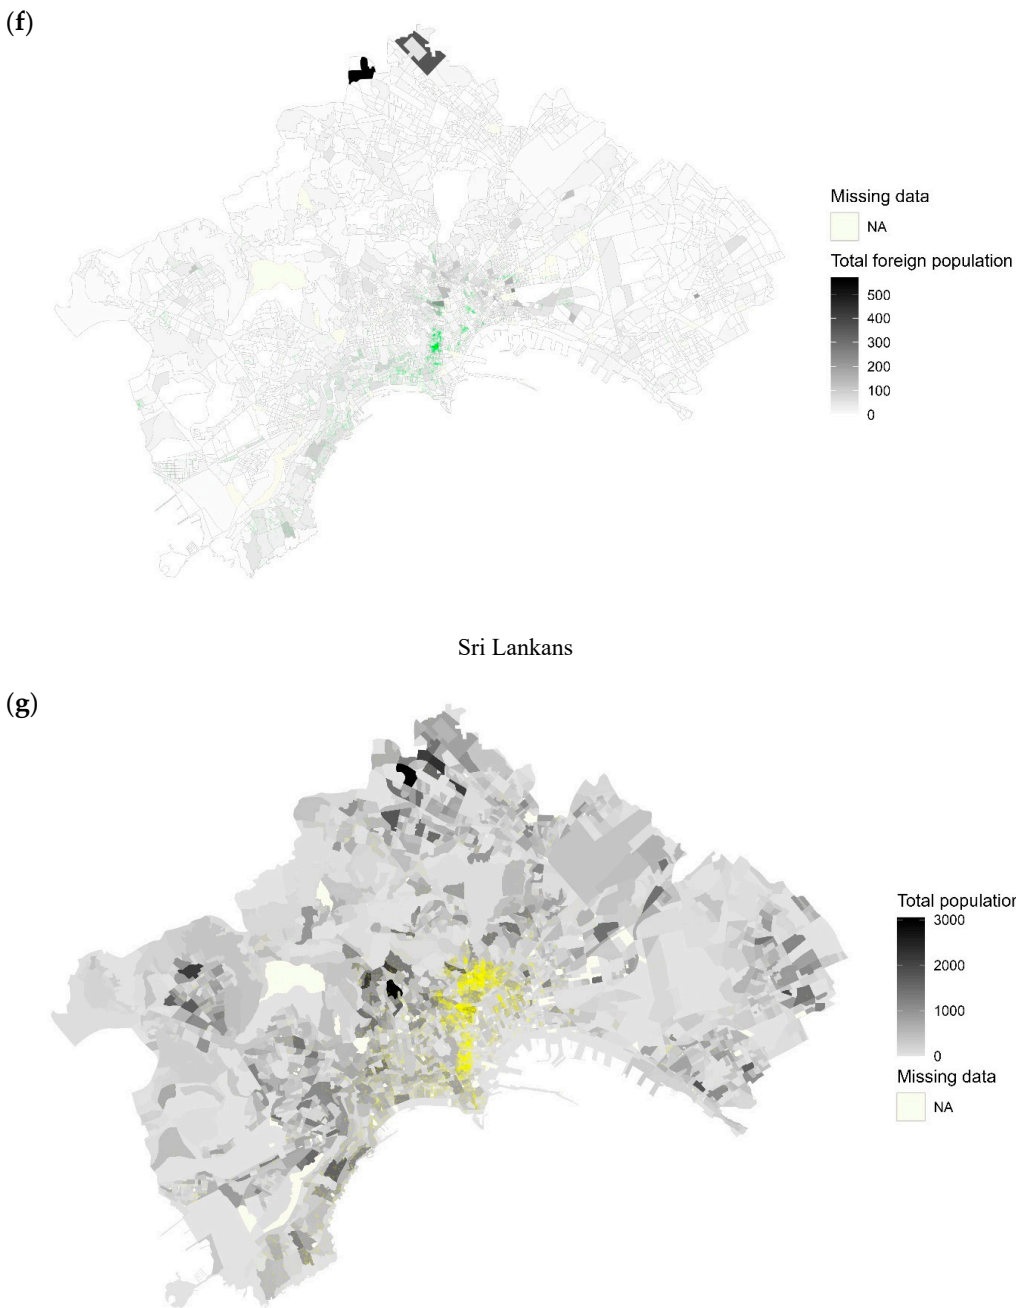 (f)
Missing data
NA
Total foreign population
500
400
300
200
100
0
Sri Lankans
(g)
Total population
3000
2000
1000
0
Missing data
NA